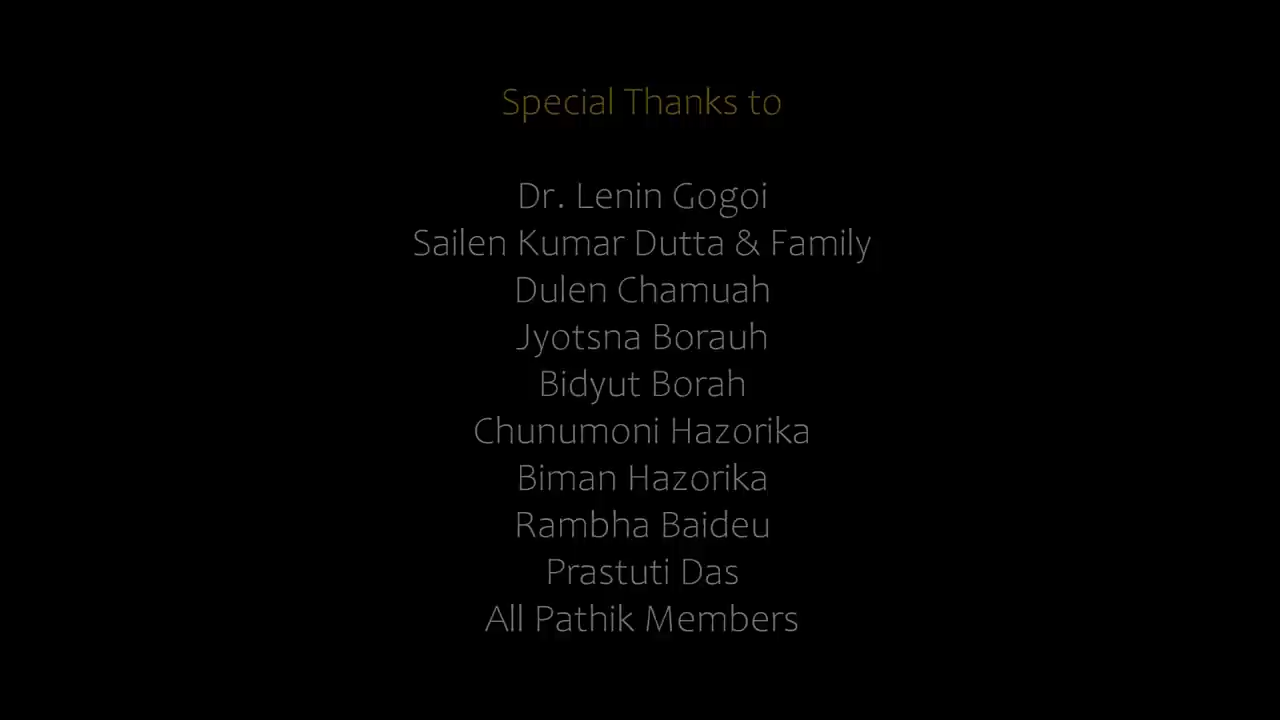 Special Thanks to
Dr. Lenin Gogoi
Sailen Kumar Dutta & Family
Dulen Chamuah
Jyotsna Borauh
Bidyut Borah
Chunumoni Hazorika
Biman Hazorika
Rambha Baideu
Prastuti Das
All Pathik Members